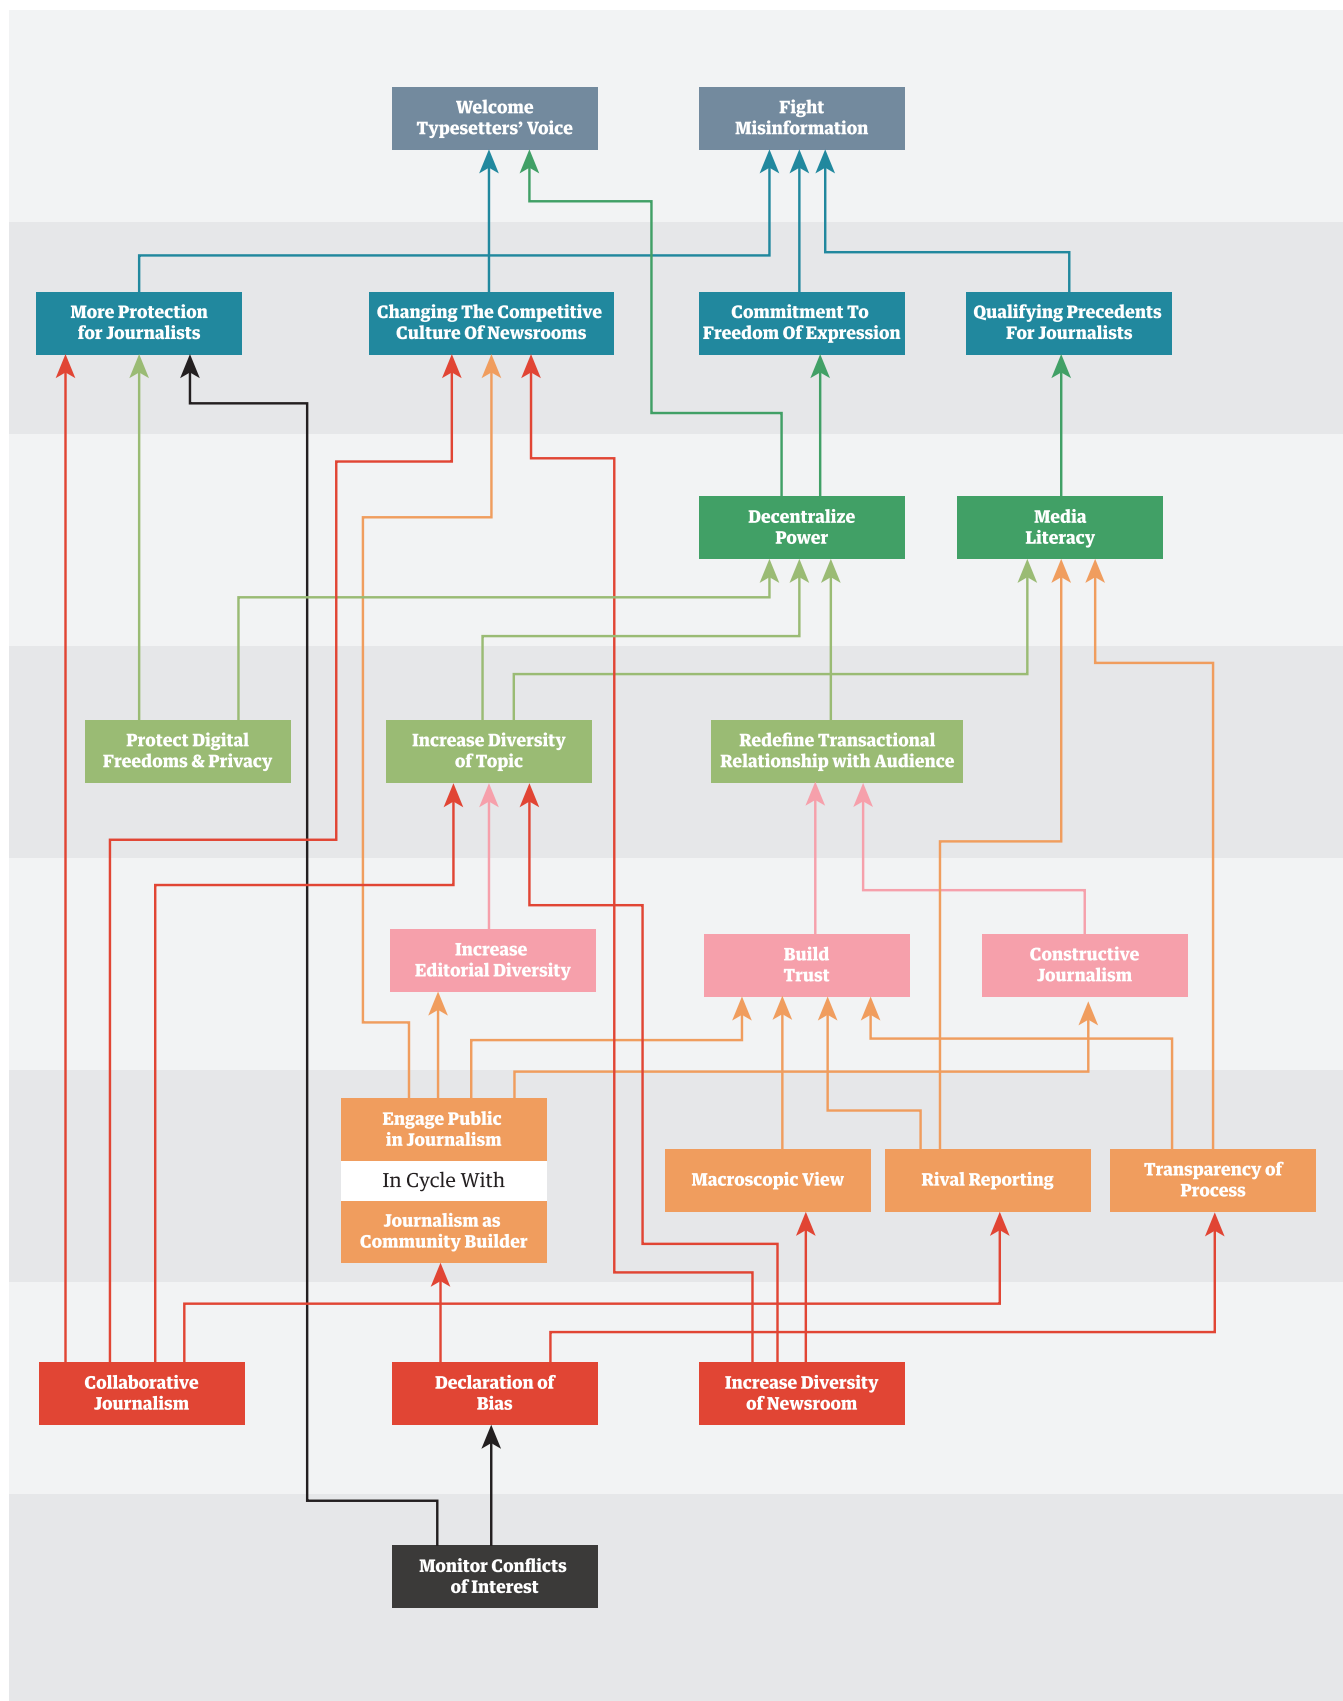 Welcome
Typesetters’ Voice
Fight
Misinformation
More Protection
for Journalists
Changing The Competitive
Culture Of Newsrooms
Commitment To
Freedom Of Expression
Qualifying Precedents
For Journalists
Decentralize
Power
Media
Literacy
Protect Digital
Freedoms & Privacy
Increase Diversity
of Topic
Redefine Transactional
Relationship with Audience
Increase
Editorial Diversity
Build
Trust
Constructive
Journalism
Engage Public
in Journalism
In Cycle With
Journalism as
Community Builder
Macroscopic View
Rival Reporting
Transparency of
Process
Collaborative
Journalism
Declaration of
Bias
Increase Diversity
of Newsroom
Monitor Conflicts
of Interest